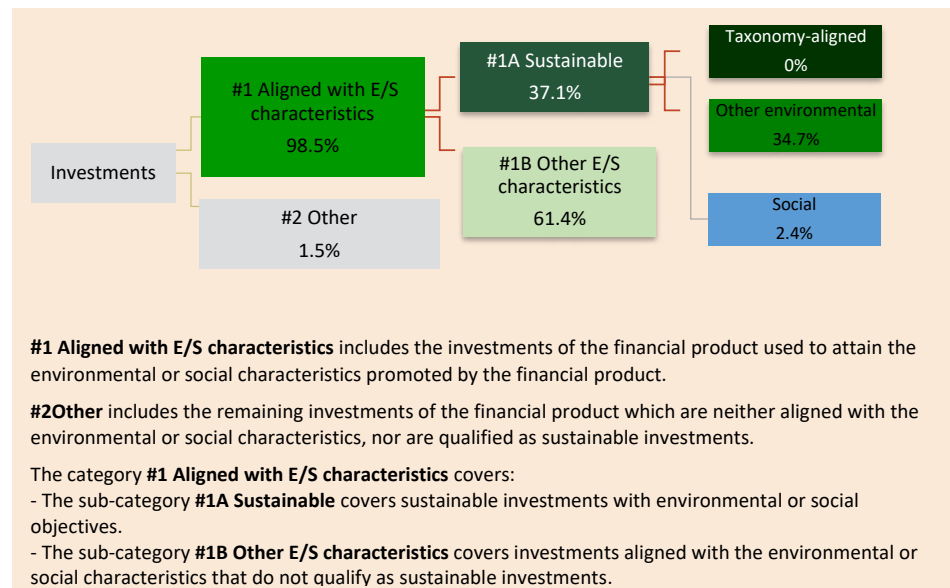 Investments
#1 Aligned with E/S
characteristics
98.5%
#2 Other
1.5%
#1A Sustainable
37.1%
#1B Other E/S
characteristics
61.4%
Taxonomy-aligned
0%
Other environmental
34.7%
Social
2.4%
#1 Aligned with E/S characteristics includes the investments of the financial product used to attain the
environmental or social characteristics promoted by the financial product.
#2Other includes the remaining investments of the financial product which are neither aligned with the
environmental or social characteristics, nor are qualified as sustainable investments.
The category #1 Aligned with E/S characteristics covers:
- The sub-category #1A Sustainable covers sustainable investments with environmental or social
objectives.
- The sub-category #1B Other E/S characteristics covers investments aligned with the environmental or
social characteristics that do not qualify as sustainable investments.